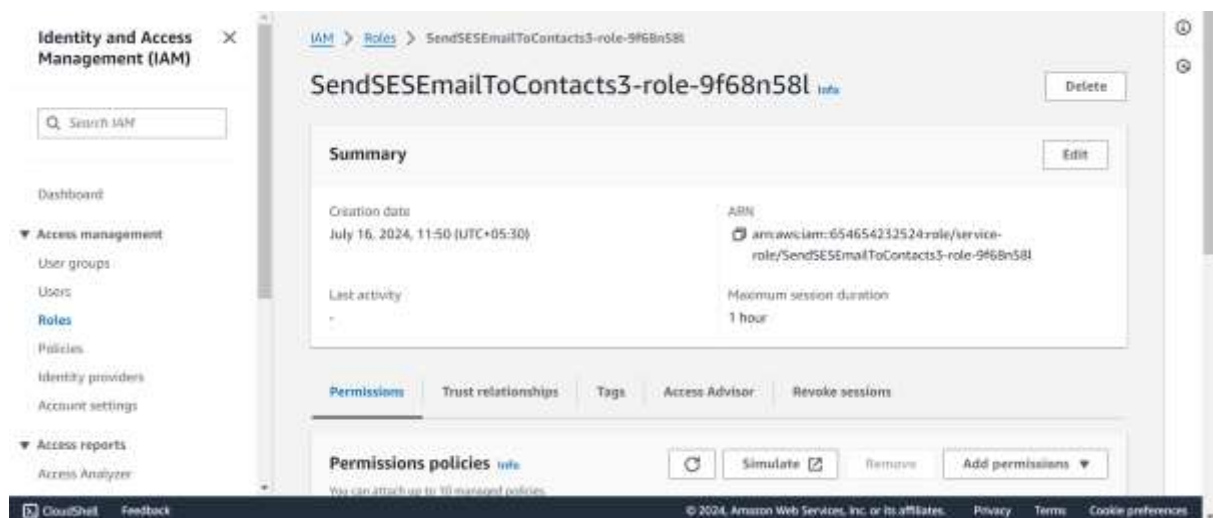 Identity and Access
Management (IAM)
Search IAM
Dashboard
Access management
User groups
Users
Roles
Policies
Identity providers
Account settings
Access reports
Access Analyzer
IAM > Roles > SendSESEmailToContacts3-role-9f68n58l
SendSESEmailToContacts3-role-9f68n58l Info
Delete
Summary
Edit
Creation date
July 16, 2024, 11:50 (UTC+05:30)
ARN
arn:aws:iam::654654232524:role/service-
role/SendSESEmailToContacts3-role-9f68n58l
Last activity
-
Maximum session duration
1 hour
Permissions
Trust relationships
Tags
Access Advisor
Revoke sessions
Permissions policies Info
Simulate
Remove
Add permissions
You can attach up to 10 managed policies.
CloudShell Feedback
© 2024, Amazon Web Services, Inc. or its affiliates. Privacy Terms Cookie preferences